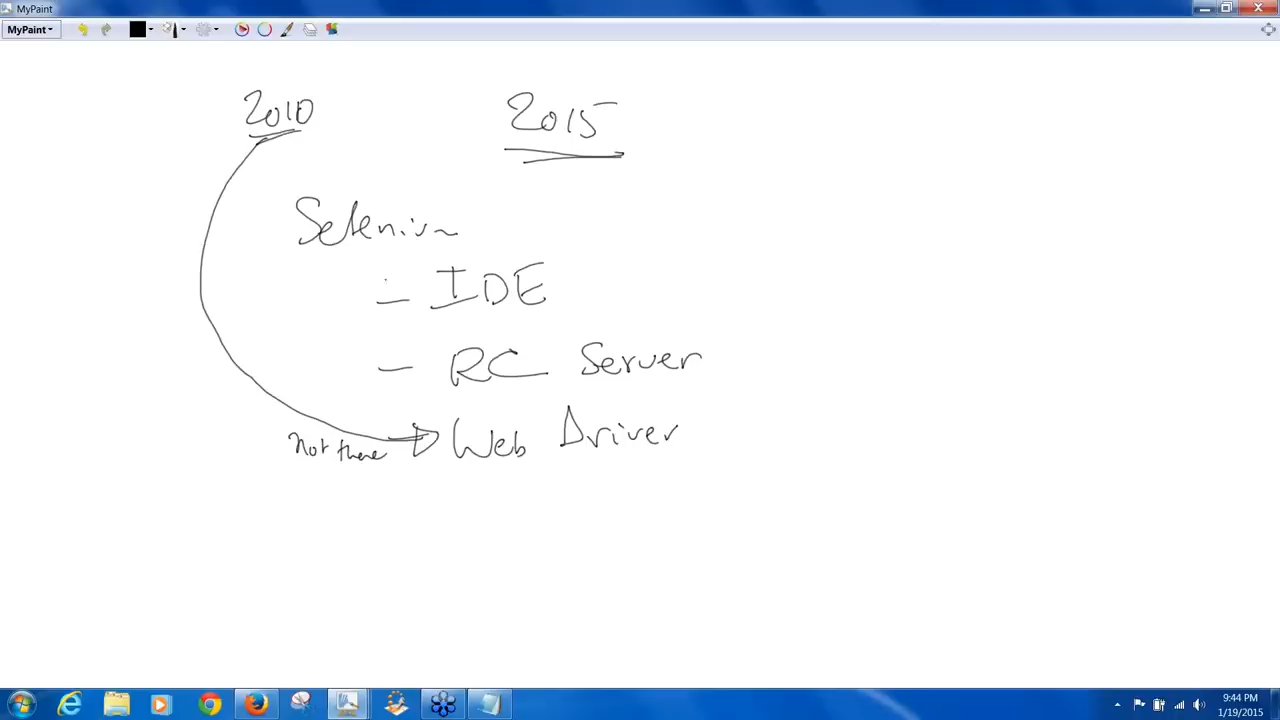 MyPaint
MyPaint
2010 2015
Selenium
- IDE
- RC Server
Not there Web Driver
9:44 PM
1/19/2015